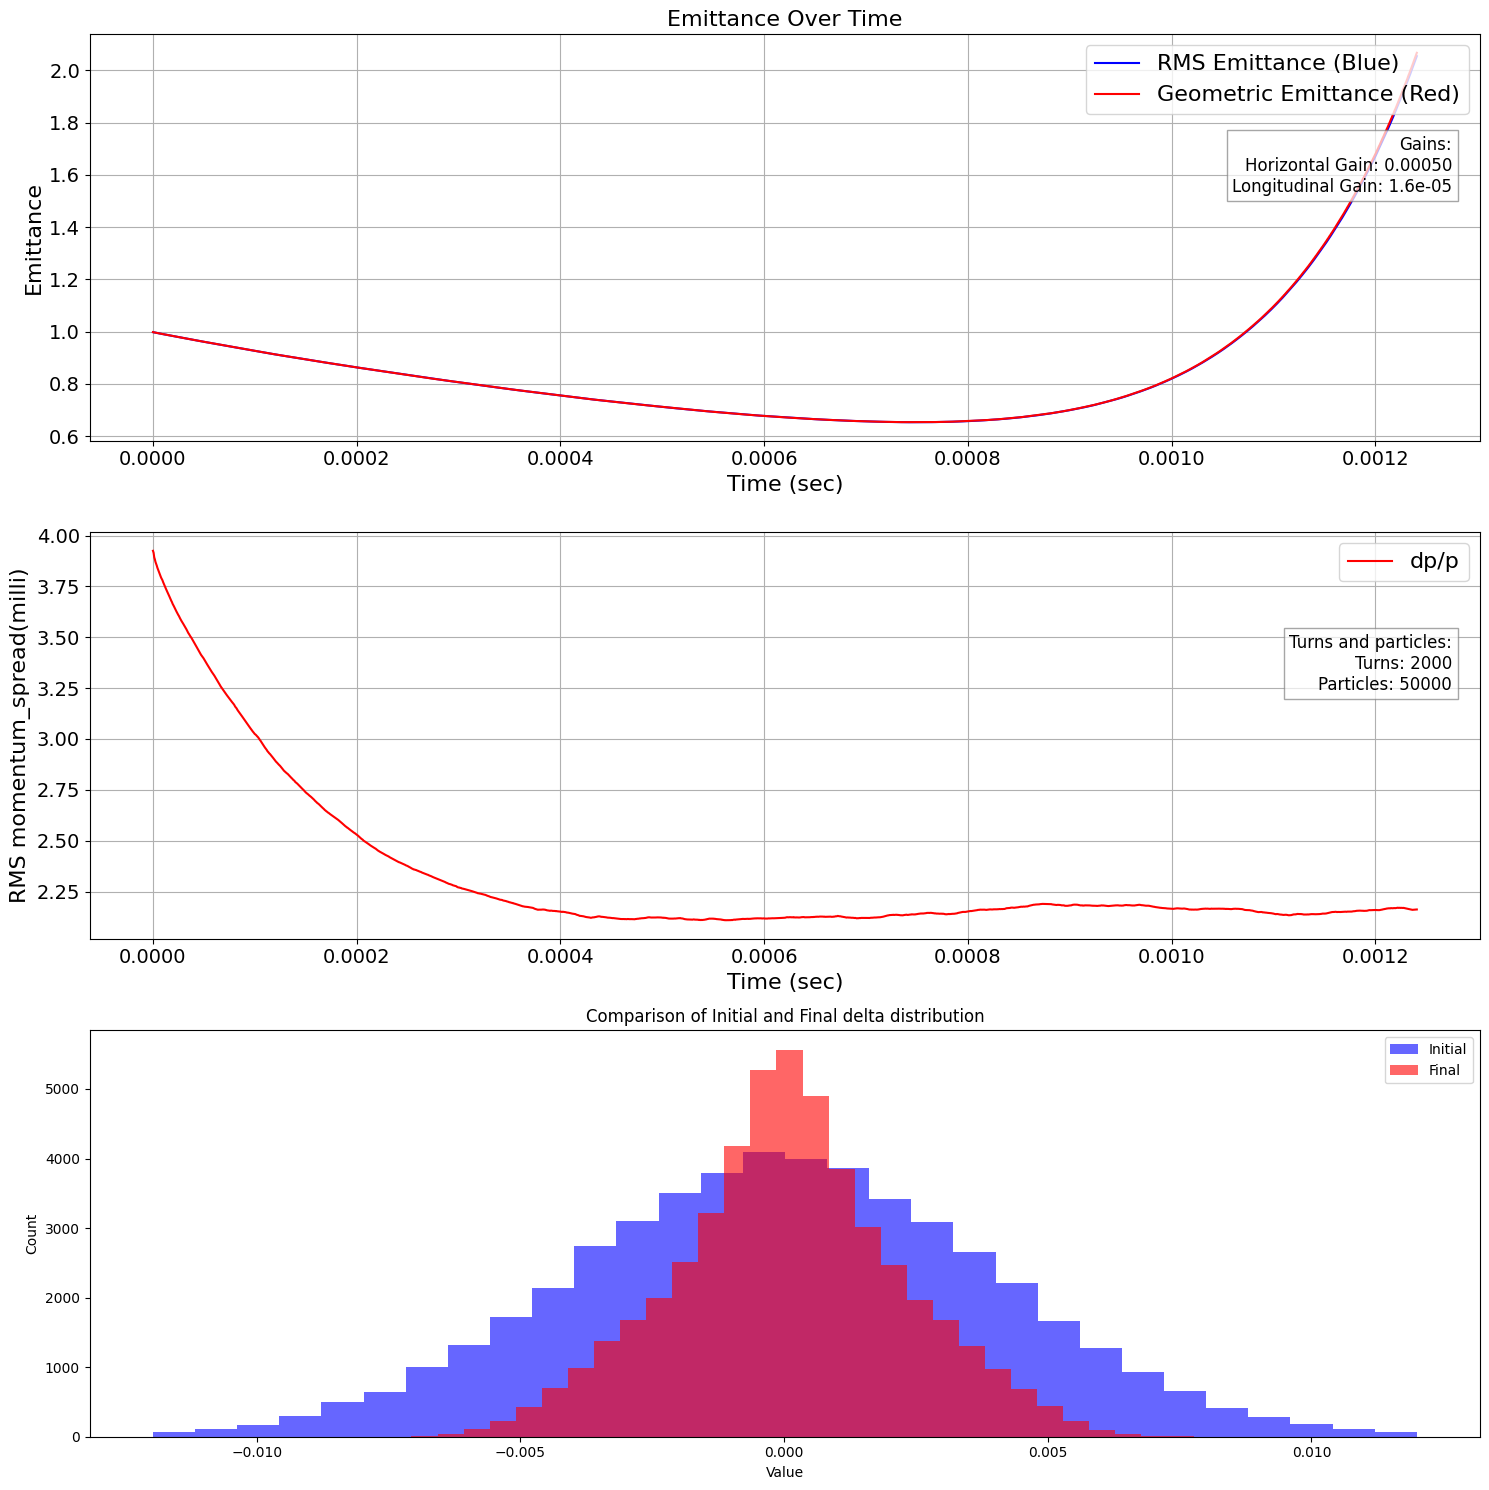 Emittance Over Time
Emittance
2.0
1.8
1.6
1.4
1.2
1.0
0.8
0.6
RMS Emittance (Blue)
Geometric Emittance (Red)
Gains:
Horizontal Gain: 0.00050
Longitudinal Gain: 1.6e-05
0.0000 0.0002 0.0004 0.0006 0.0008 0.0010 0.0012
Time (sec)
RMS momentum_spread(milli)
4.00
3.75
3.50
3.25
3.00
2.75
2.50
2.25
dp/p
Turns and particles:
Turns: 2000
Particles: 50000
0.0000 0.0002 0.0004 0.0006 0.0008 0.0010 0.0012
Time (sec)
Comparison of Initial and Final delta distribution
Count
5000
4000
3000
2000
1000
0
Initial
Final
−0.010 −0.005 0.000 0.005 0.010
Value